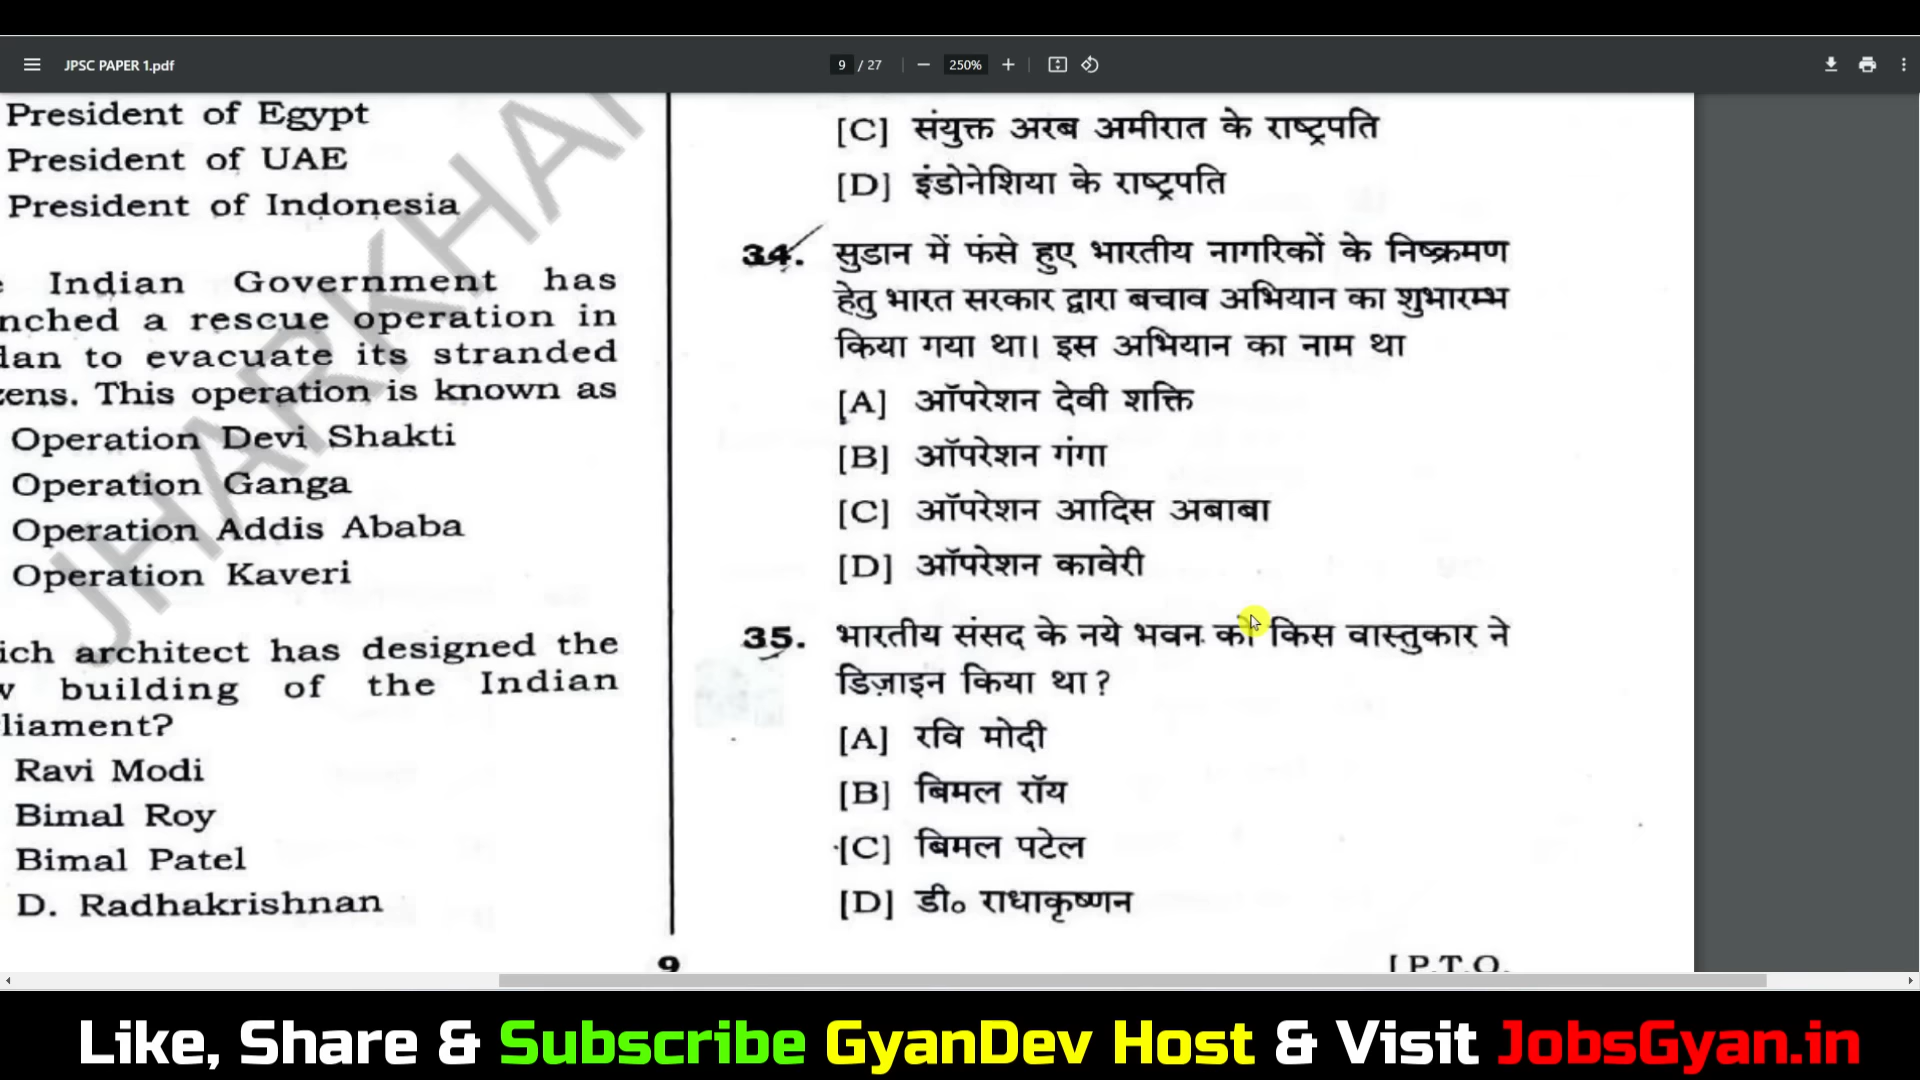 JPSC PAPER 1.pdf
9 / 27
250%
President of Egypt
President of UAE
President of Indonesia
Indian Government has
a rescue operation in
to evacuate its stranded
This operation is known as
Operation Devi Shakti
Operation Ganga
Operation Addis Ababa
Operation Kaveri
architect has designed the
building of the Indian
Ravi Modi
Bimal Roy
Bimal Patel
D. Radhakrishnan
[C] संयुक्त अरब अमीरात के राष्ट्रपति
[D] इंडोनेशिया के राष्ट्रपति
34. सुडान में फंसे हुए भारतीय नागरिकों के निष्क्रमण
हेतु भारत सरकार द्वारा बचाव अभियान का शुभारम्भ
किया गया था। इस अभियान का नाम था
[A] ऑपरेशन देवी शक्ति
[B] ऑपरेशन गंगा
[C] ऑपरेशन आदिस अबाबा
[D] ऑपरेशन कावेरी
35. भारतीय संसद के नये भवन को किस वास्तुकार ने
डिज़ाइन किया था?
[A] रवि मोदी
[B] बिमल रॉय
[C] बिमल पटेल
[D] डी० राधाकृष्णन
9
[ P.T.O.
Like, Share & Subscribe GyanDev Host & Visit JobsGyan.in